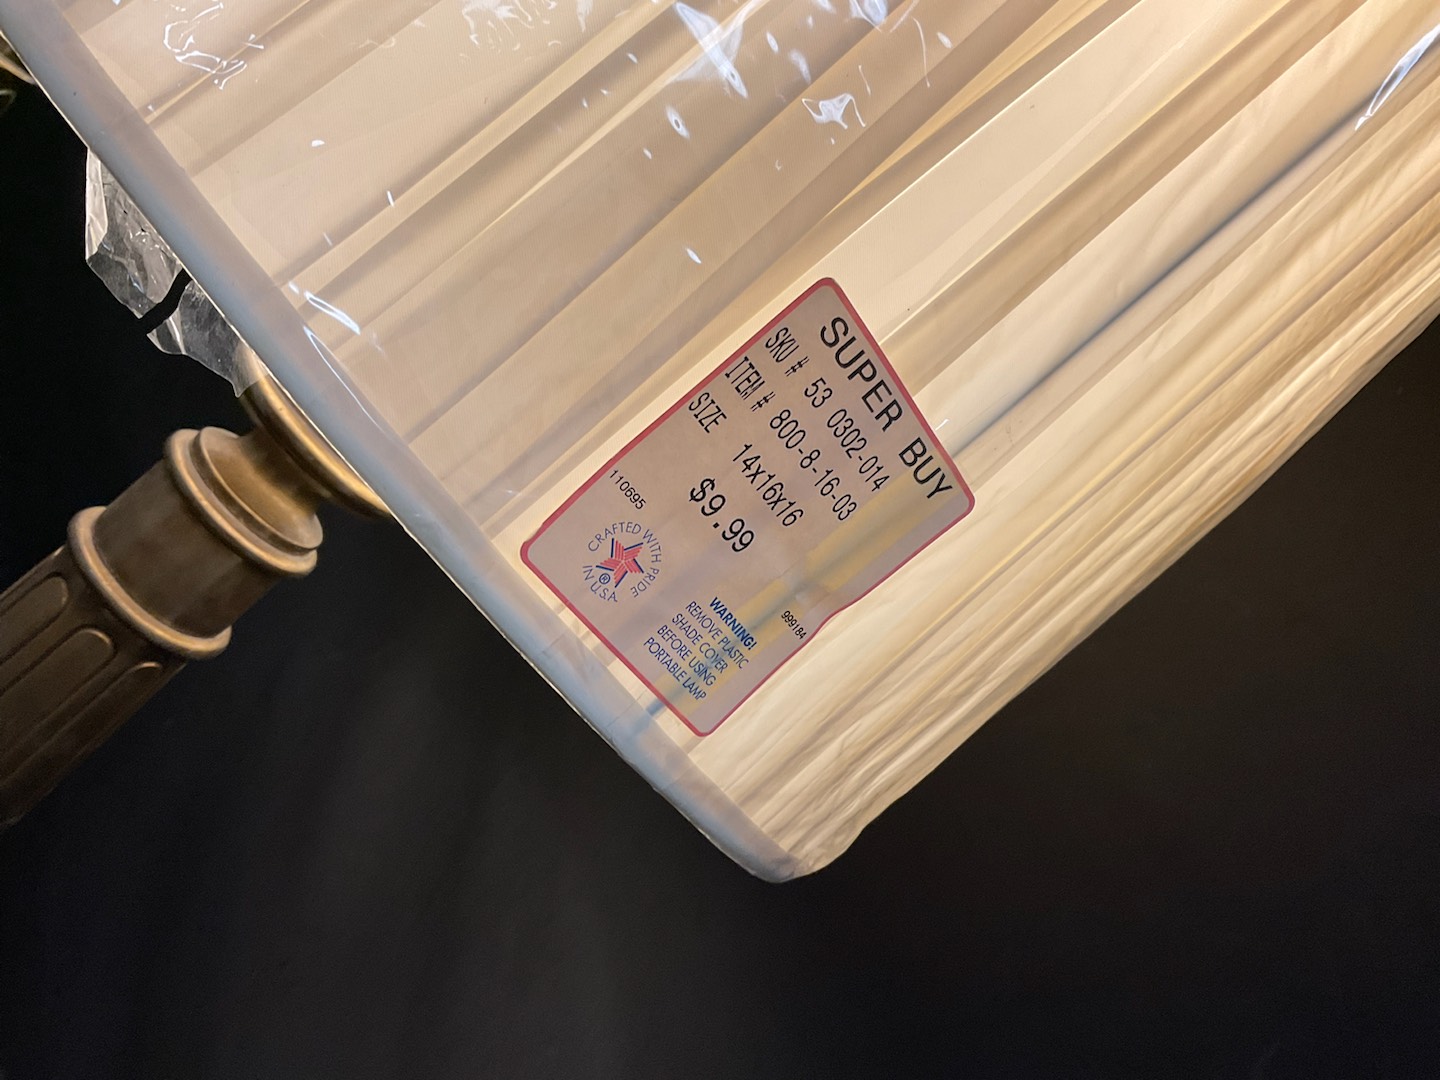 SUPER BUY
SKU # 53 0302-014
ITEM # 800-8-16-03
SIZE 14x16x16
$9.99
110695
CRAFTED WITH PRIDE
IN U.S.A.
®
999184
WARNING!
REMOVE PLASTIC
SHADE COVER
BEFORE USING
PORTABLE LAMP